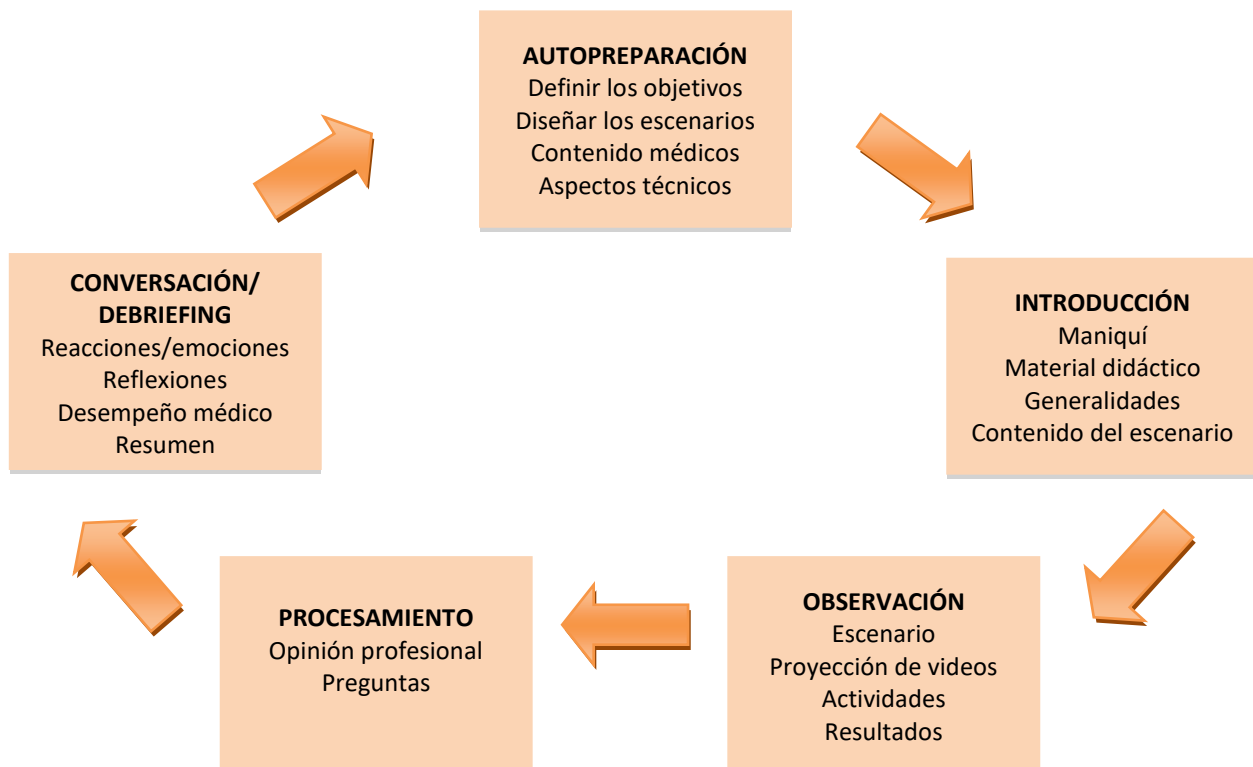 AUTOPREPARACIÓN
Definir los objetivos
Diseñar los escenarios
Contenido médicos
Aspectos técnicos
INTRODUCCIÓN
Maniquí
Material didáctico
Generalidades
Contenido del escenario
OBSERVACIÓN
Escenario
Proyección de videos
Actividades
Resultados
PROCESAMIENTO
Opinión profesional
Preguntas
CONVERSACIÓN/
DEBRIEFING
Reacciones/emociones
Reflexiones
Desempeño médico
Resumen